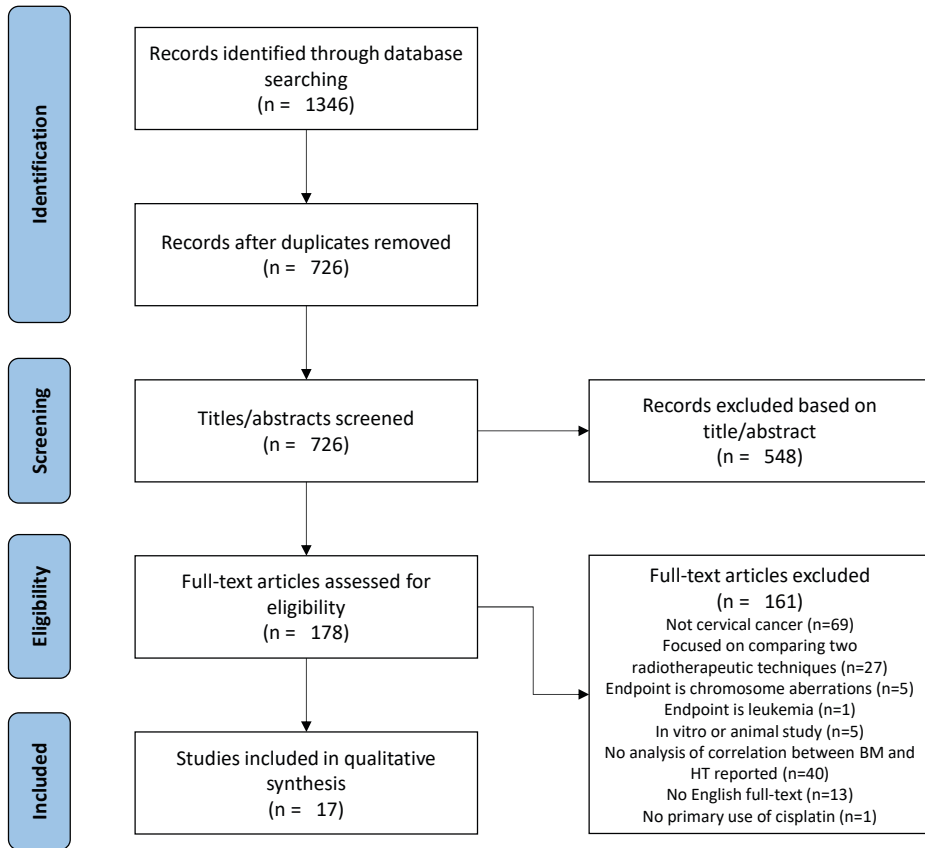 Identification
Records identified through database
searching
(n = 1346)
Records after duplicates removed
(n = 726)
Screening
Titles/abstracts screened
(n = 726)
Records excluded based on
title/abstract
(n = 548)
Eligibility
Full-text articles assessed for
eligibility
(n = 178)
Full-text articles excluded
(n = 161)
Not cervical cancer (n=69)
Focused on comparing two
radiotherapeutic techniques (n=27)
Endpoint is chromosome aberrations (n=5)
Endpoint is leukemia (n=1)
In vitro or animal study (n=5)
No analysis of correlation between BM and
HT reported (n=40)
No English full-text (n=13)
No primary use of cisplatin (n=1)
Included
Studies included in qualitative
synthesis
(n = 17)